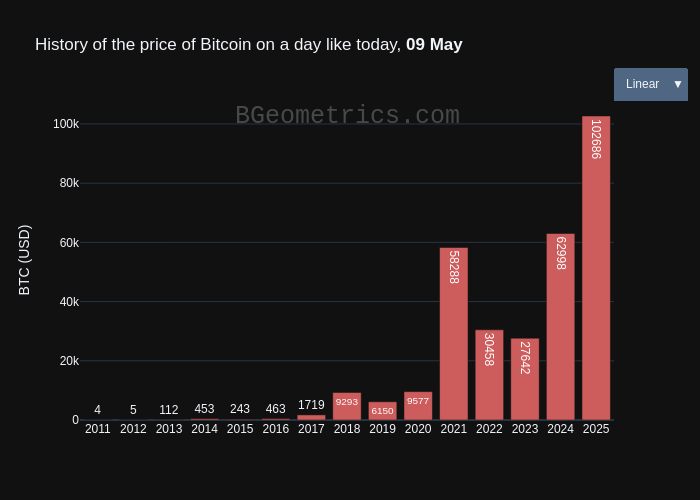 History of the price of Bitcoin on a day like today, 09 May
Linear ▼
BGeometrics.com
BTC (USD)
100k
80k
60k
40k
20k
0
4
5
112
453
243
463
1719
9293
6150
9577
58288
30458
27642
62998
102686
2011 2012 2013 2014 2015 2016 2017 2018 2019 2020 2021 2022 2023 2024 2025